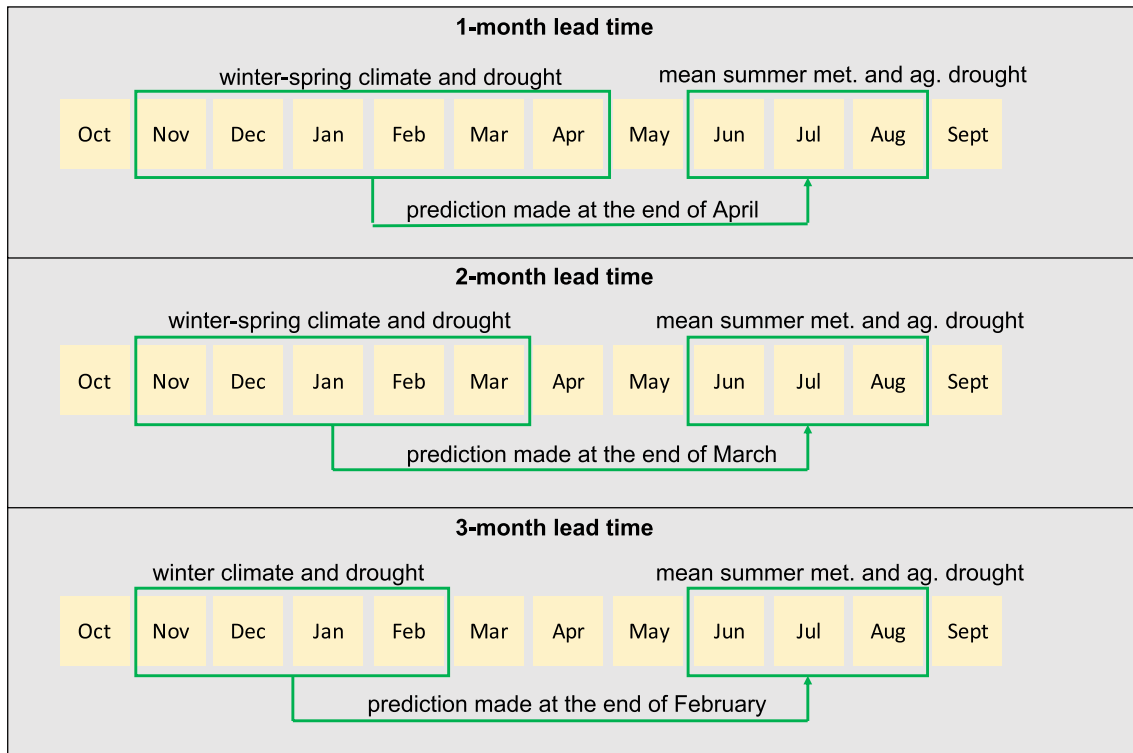 1-month lead time
winter-spring climate and drought
mean summer met. and ag. drought
Oct Nov Dec Jan Feb Mar Apr May Jun Jul Aug Sept
prediction made at the end of April
2-month lead time
winter-spring climate and drought
mean summer met. and ag. drought
Oct Nov Dec Jan Feb Mar Apr May Jun Jul Aug Sept
prediction made at the end of March
3-month lead time
winter climate and drought
mean summer met. and ag. drought
Oct Nov Dec Jan Feb Mar Apr May Jun Jul Aug Sept
prediction made at the end of February